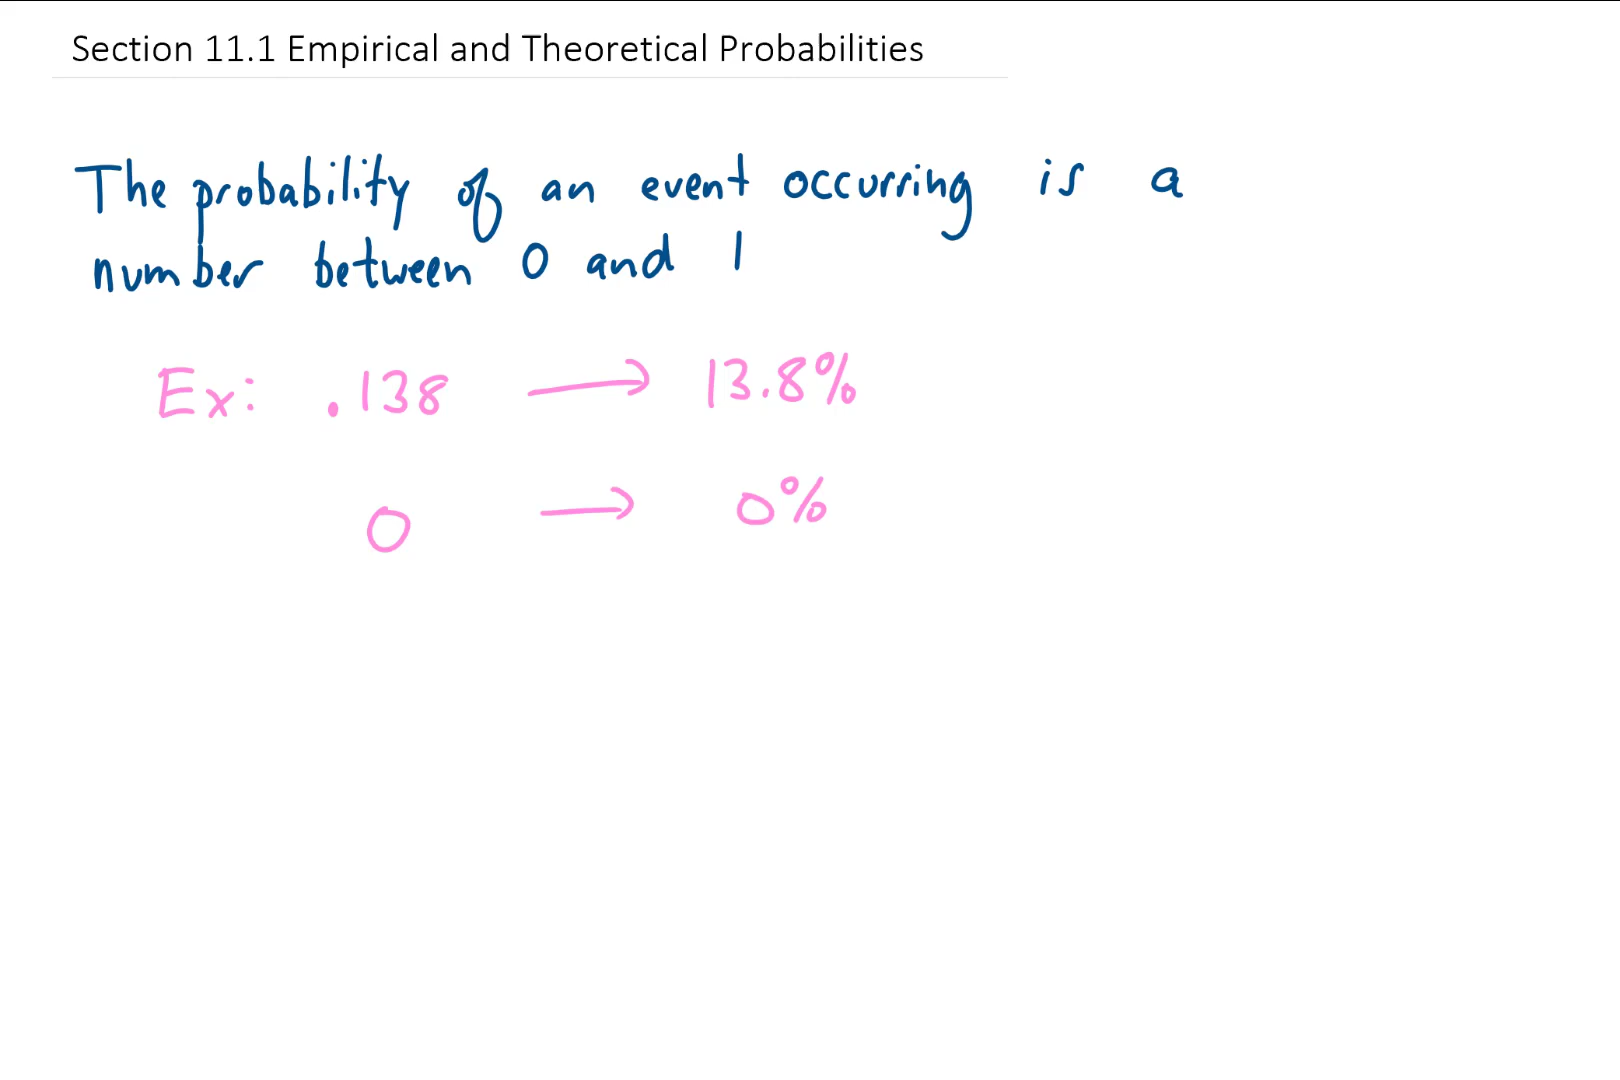 Section 11.1 Empirical and Theoretical Probabilities
The probability of an event occurring is a
number between 0 and 1
Ex: .138 → 13.8%
0 → 0%